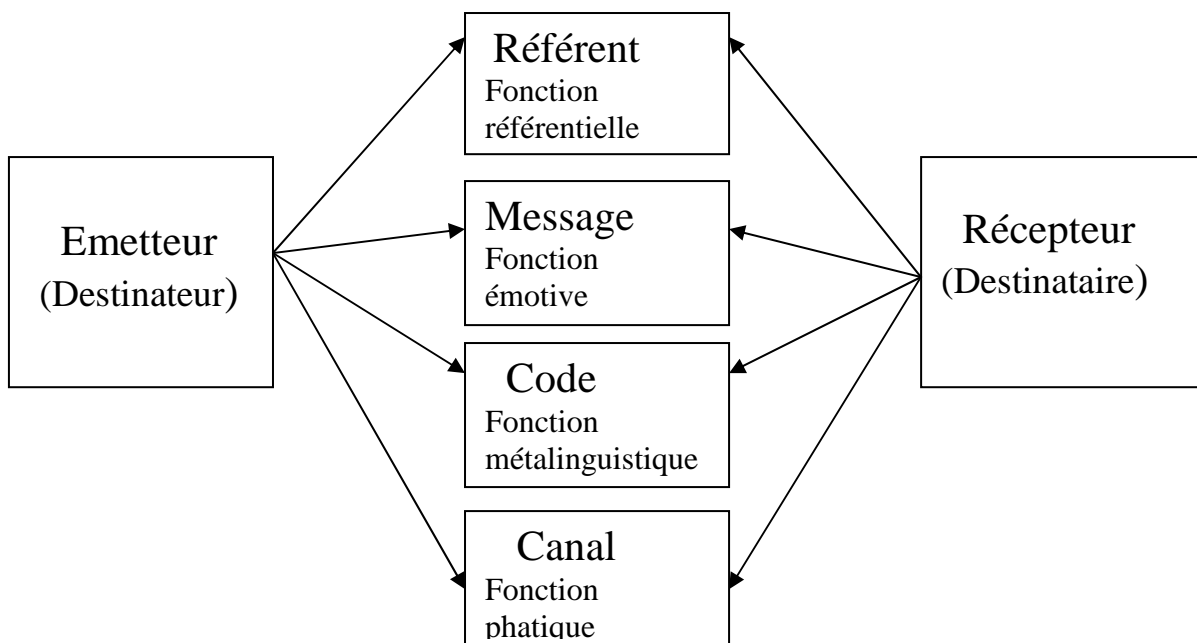 Référent
Fonction
référentielle
Emetteur
(Destinateur)
Message
Fonction
émotive
Récepteur
(Destinataire)
Code
Fonction
métalinguistique
Canal
Fonction
phatique